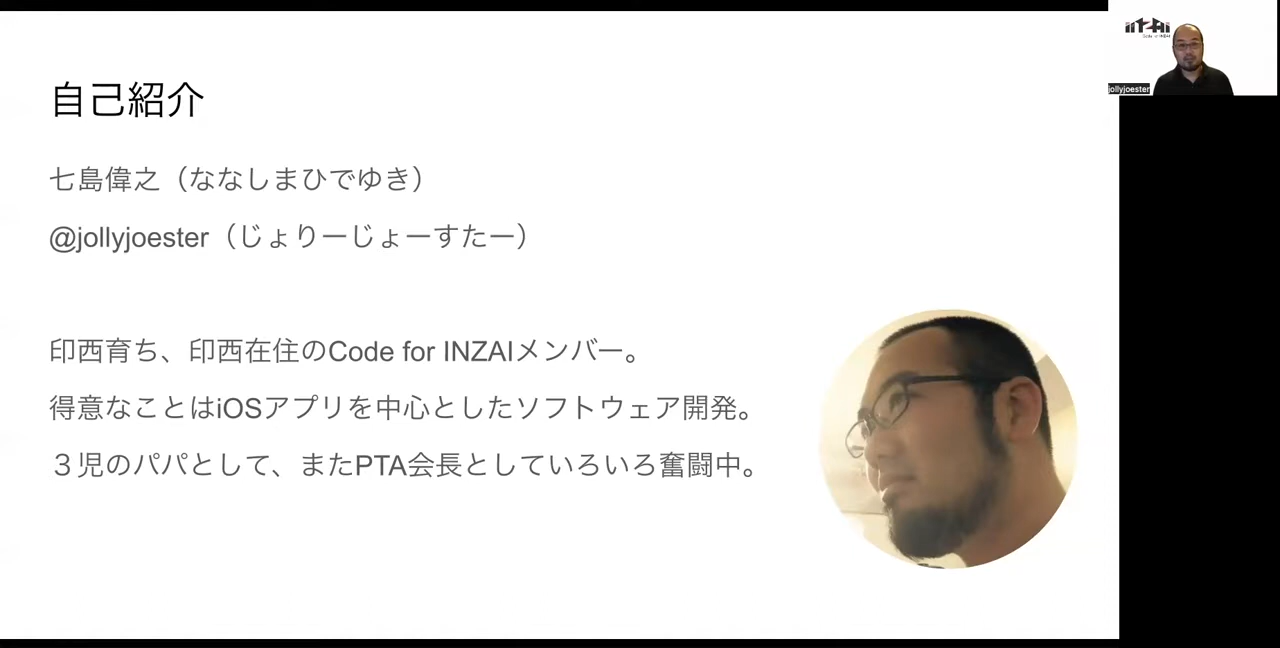 自己紹介
七島偉之（ななしまひでゆき）
@jollyjoester（じょりーじょーすたー）
印西育ち、印西在住のCode for INZAIメンバー。
得意なことはiOSアプリを中心としたソフトウェア開発。
３児のパパとして、またPTA会長としていろいろ奮闘中。
iNZAi
Code for INZAI
jollyjoester